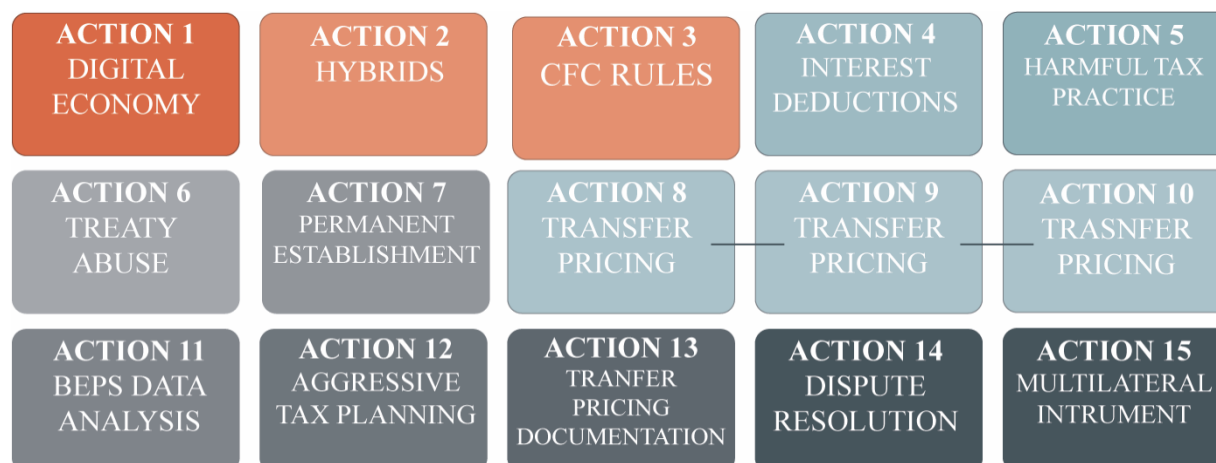 ACTION 1
DIGITAL
ECONOMY
ACTION 2
HYBRIDS
ACTION 3
CFC RULES
ACTION 4
INTEREST
DEDUCTIONS
ACTION 5
HARMFUL TAX
PRACTICE
ACTION 6
TREATY
ABUSE
ACTION 7
PERMANENT
ESTABLISHMENT
ACTION 8
TRANSFER
PRICING
ACTION 9
TRANSFER
PRICING
ACTION 10
TRASNFER
PRICING
ACTION 11
BEPS DATA
ANALYSIS
ACTION 12
AGGRESSIVE
TAX PLANNING
ACTION 13
TRANFER
PRICING
DOCUMENTATION
ACTION 14
DISPUTE
RESOLUTION
ACTION 15
MULTILATERAL
INTRUMENT